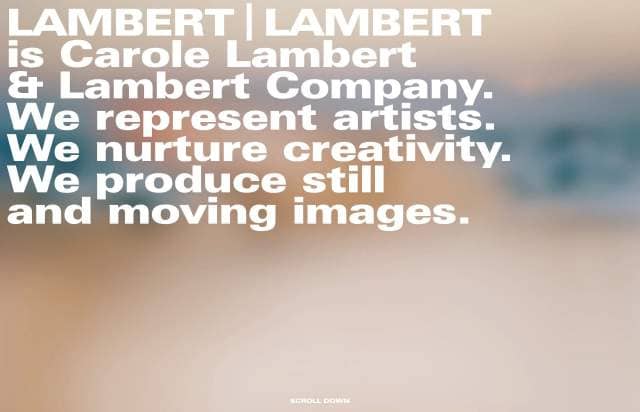 LAMBERT|LAMBERT
is Carole Lambert
& Lambert Company.
We represent artists.
We nurture creativity.
We produce still
and moving images.
SCROLL DOWN